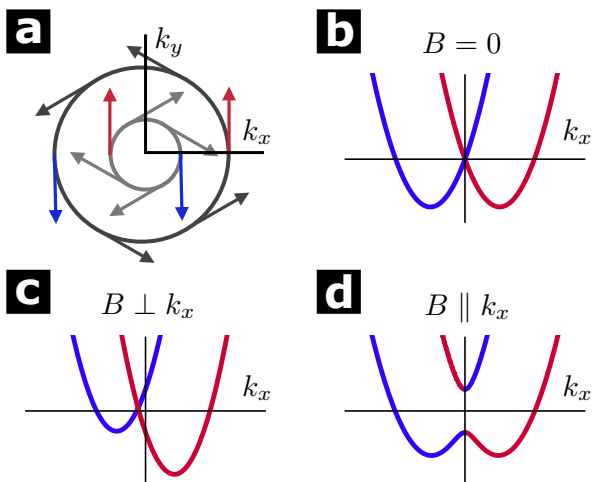 a
k_y
k_x
b
B = 0
k_x
c
B ⊥ k_x
k_x
d
B ∥ k_x
k_x